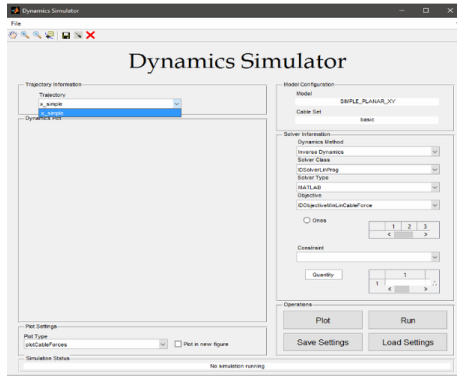 Dynamics Simulator
File
Dynamics Simulator
Trajectory Information
Trajectory
x_simple
x_simple
Dynamics Plot
Plot Settings
Plot Type
plotCableForces
Plot in new figure
Simulation Status
No simulation running
Model Configuration
Model
SIMPLE_PLANAR_XY
Cable Set
basic
Solver Information
Dynamics Method
Inverse Dynamics
Solver Class
IDSolverLinProg
Solver Type
MATLAB
Objective
IDObjectiveMinLinCableForce
Ones
1 2 3
Constraint
Quantity
1
1
Operations
Plot
Run
Save Settings
Load Settings